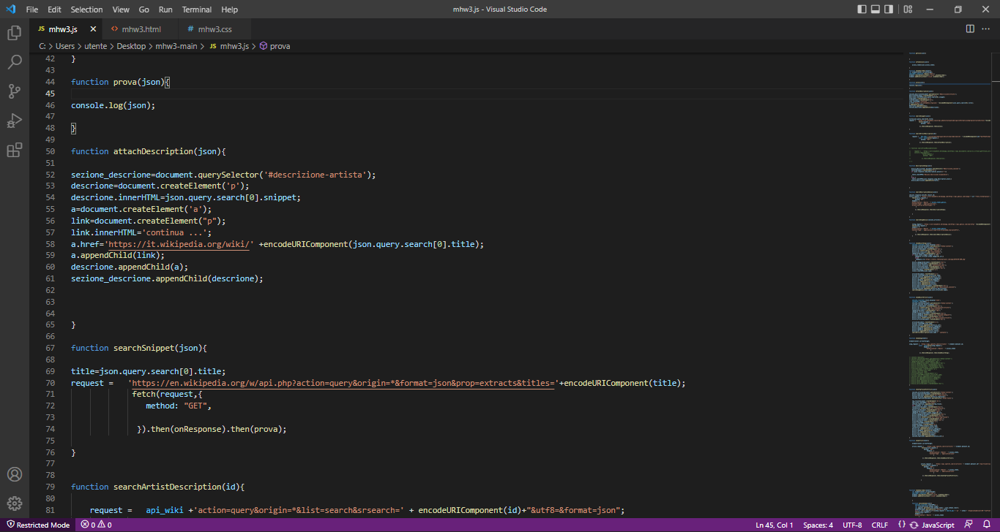 File Edit Selection View Go Run Terminal Help
mhw3.js - Visual Studio Code
JS mhw3.js
<> mhw3.html
# mhw3.css
C: > Users > utente > Desktop > mhw3-main > JS mhw3.js > prova
42 }
43
44 function prova(json){
45
46 console.log(json);
47
48 }
49
50 function attachDescription(json){
51
52 sezione_descrione=document.querySelector('#descrizione-artista');
53 descrione=document.createElement('p');
54 descrione.innerHTML=json.query.search[0].snippet;
55 a=document.createElement('a');
56 link=document.createElement("p");
57 link.innerHTML='continua ...';
58 a.href='https://it.wikipedia.org/wiki/' +encodeURIComponent(json.query.search[0].title);
59 a.appendChild(link);
60 descrione.appendChild(a);
61 sezione_descrione.appendChild(descrione);
62
63
64
65 }
66
67 function searchSnippet(json){
68
69 title=json.query.search[0].title;
70 request = 'https://en.wikipedia.org/w/api.php?action=query&origin=*&format=json&prop=extracts&titles='+encodeURIComponent(title);
71 fetch(request,{
72 method: "GET",
73
74 }).then(onResponse).then(prova);
75
76 }
77
78
79 function searchArtistDescription(id){
80
81 request = api_wiki +'action=query&origin=*&list=search&srsearch=' + encodeURIComponent(id)+"&utf8=&format=json";
Restricted Mode 0 0
Ln 45, Col 1 Spaces: 4 UTF-8 CRLF {} JavaScript